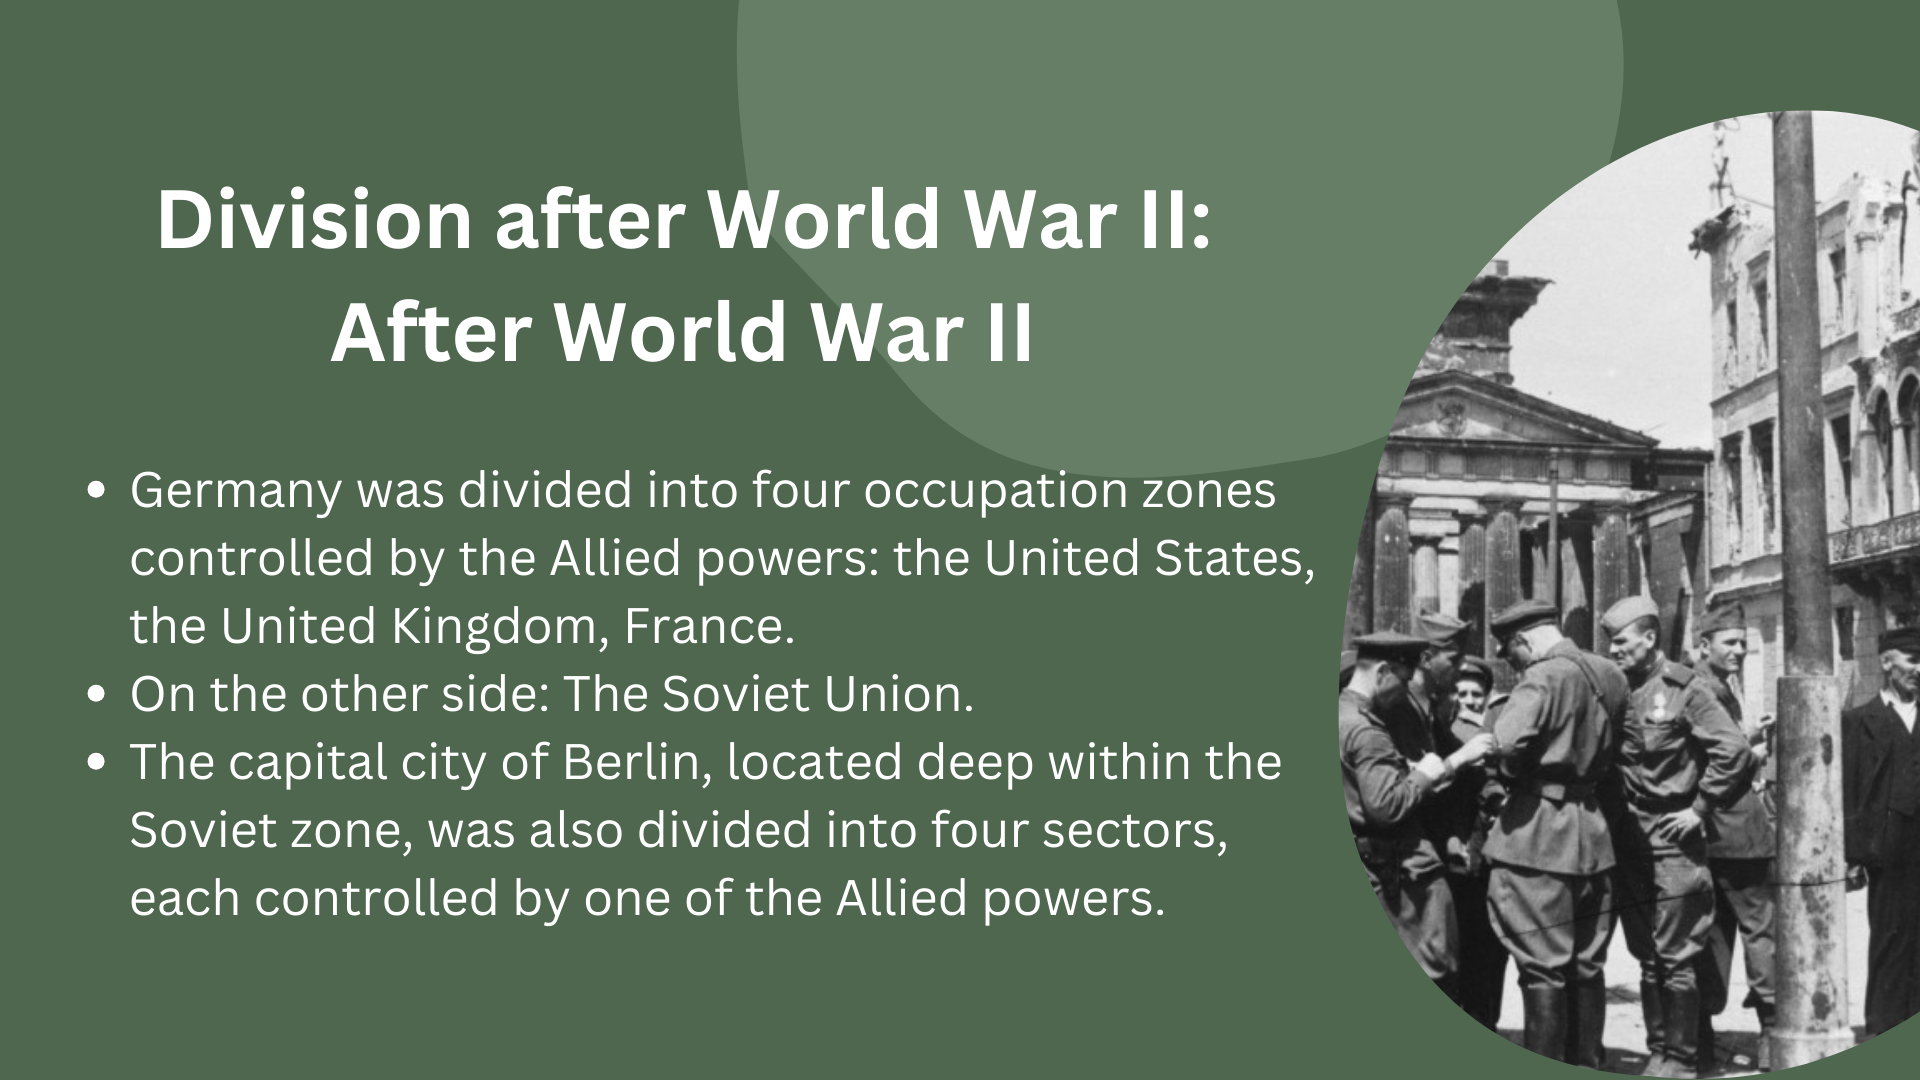 Division after World War II:
After World War II
• Germany was divided into four occupation zones
controlled by the Allied powers: the United States,
the United Kingdom, France.
• On the other side: The Soviet Union.
• The capital city of Berlin, located deep within the
Soviet zone, was also divided into four sectors,
each controlled by one of the Allied powers.